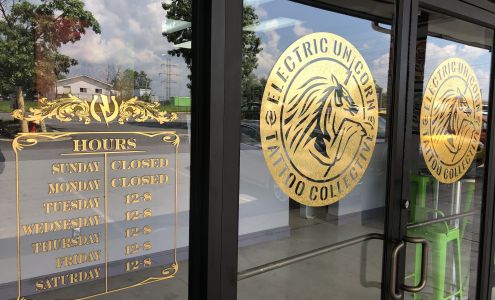 HOURS
SUNDAY CLOSED
MONDAY CLOSED
TUESDAY 12-8
WEDNESDAY 12-8
THURSDAY 12-8
FRIDAY 12-8
SATURDAY 12-8
ELECTRIC UNICORN
TATTOO COLLECTIVE
ELECTRIC UNICORN
TATTOO COLLECTIVE